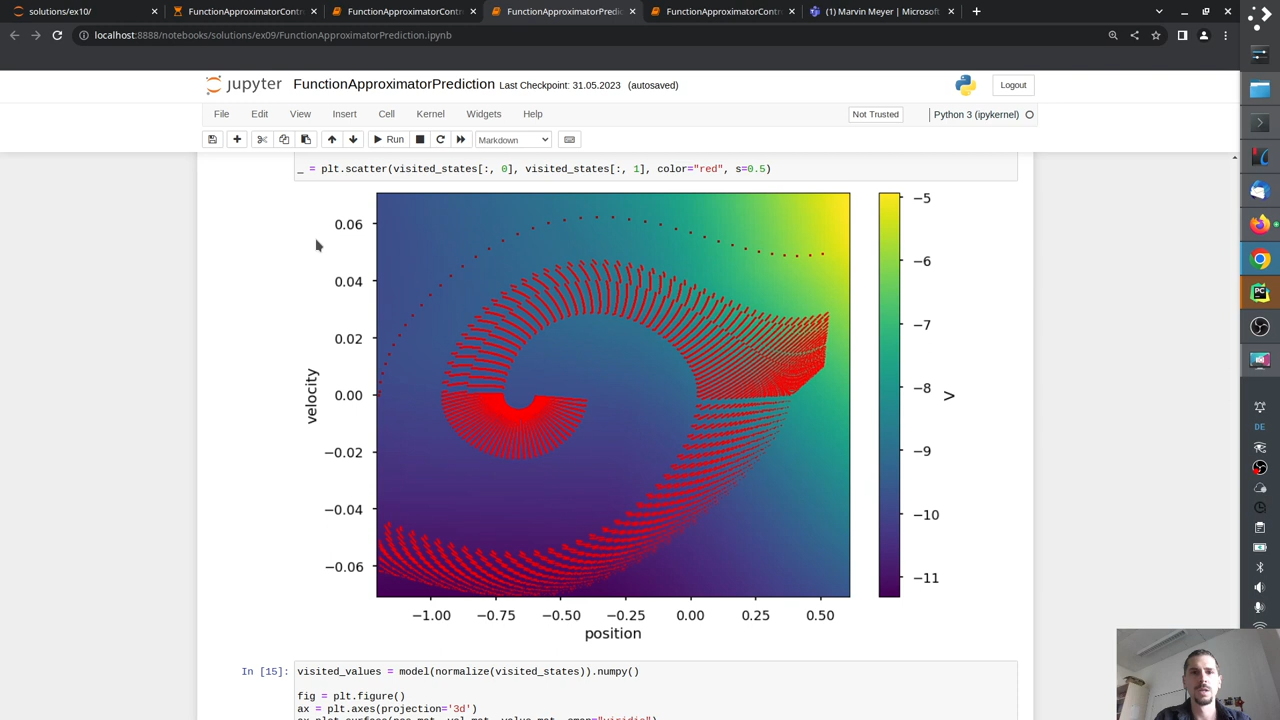 solutions/ex10/
FunctionApproximatorContr
FunctionApproximatorContr
FunctionApproximatorPredic
FunctionApproximatorContr
(1) Marvin Meyer | Microsoft
localhost:8888/notebooks/solutions/ex09/FunctionApproximatorPrediction.ipynb
jupyter FunctionApproximatorPrediction Last Checkpoint: 31.05.2023 (autosaved)
Logout
File Edit View Insert Cell Kernel Widgets Help
Not Trusted
Python 3 (ipykernel)
Run
Markdown
_ = plt.scatter(visited_states[:, 0], visited_states[:, 1], color="red", s=0.5)
0.06
0.04
0.02
0.00
−0.02
−0.04
−0.06
velocity
−1.00 −0.75 −0.50 −0.25 0.00 0.25 0.50
position
−5
−6
−7
−8
−9
−10
−11
V
DE
PC
In [15]:
visited_values = model(normalize(visited_states)).numpy()
fig = plt.figure()
ax = plt.axes(projection='3d')